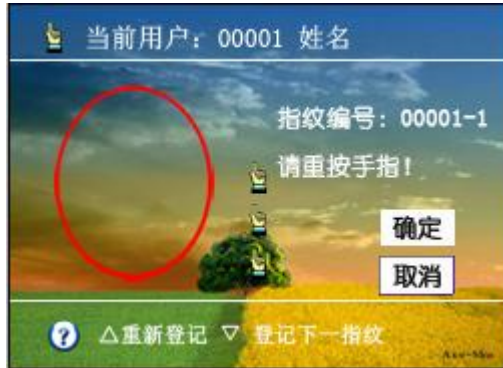 当前用户：00001 姓名
指纹编号：00001-1
请重按手指！
确定
取消
? △重新登记 ▽ 登记下一指纹